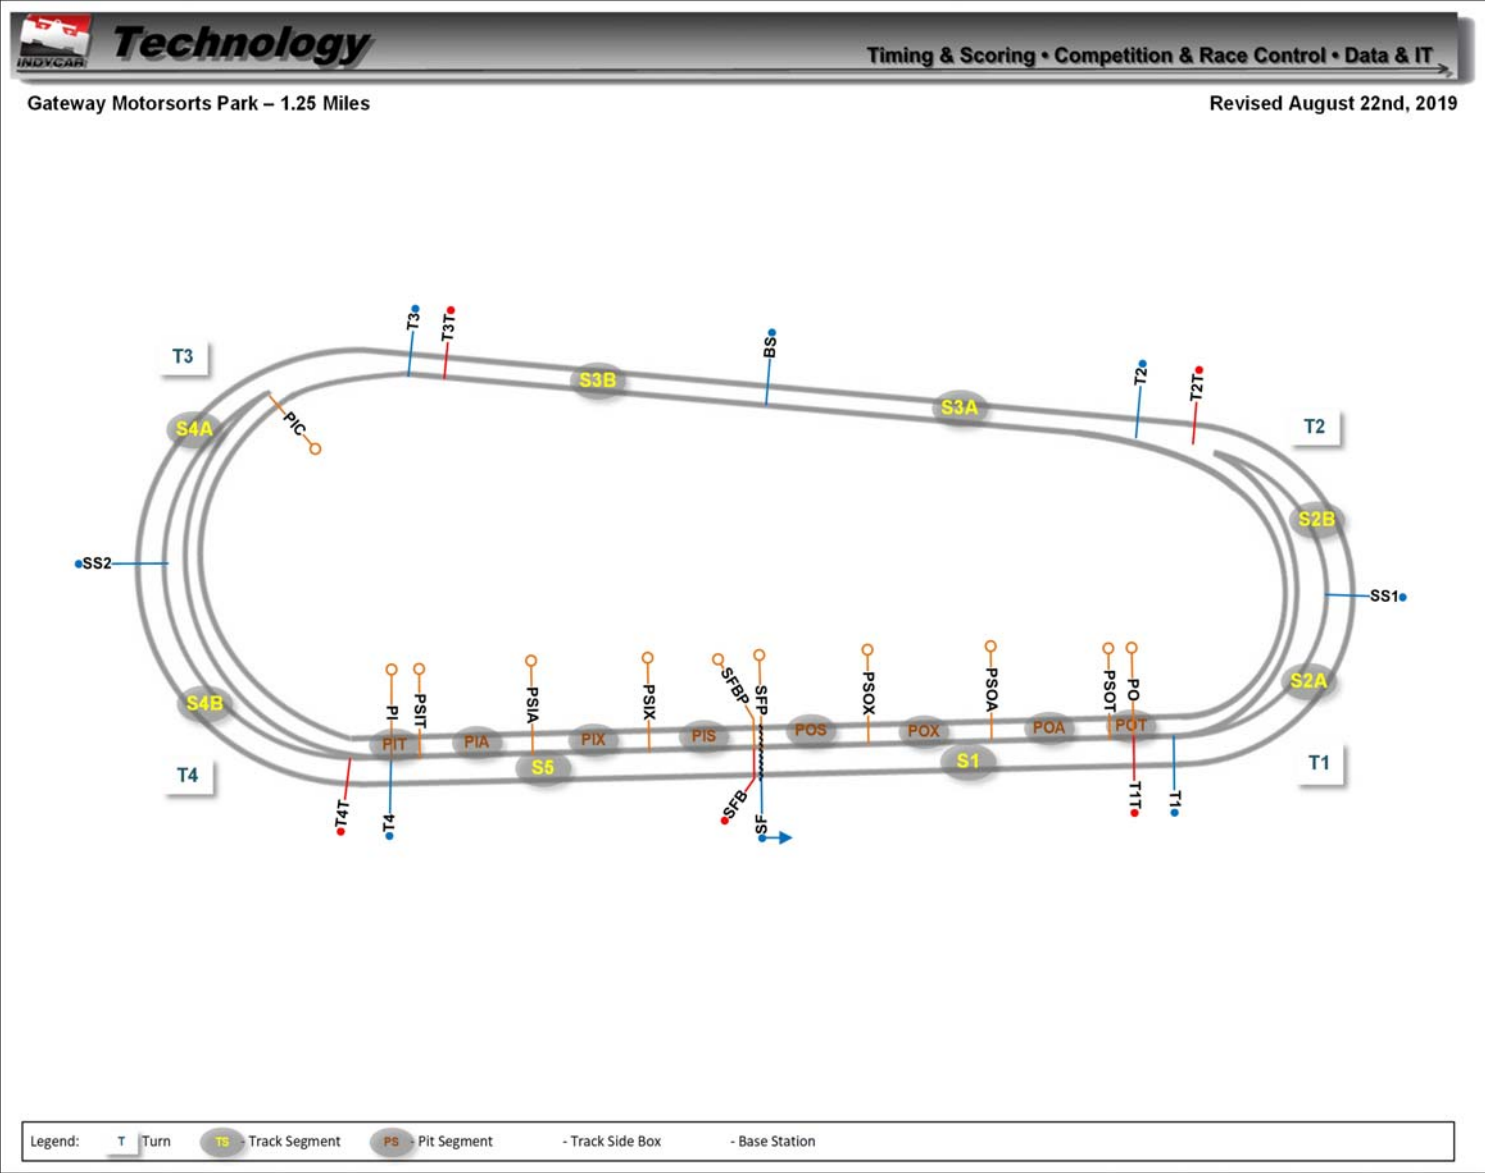 INDYCAR
Technology
Timing & Scoring • Competition & Race Control • Data & IT
Gateway Motorsorts Park – 1.25 Miles
Revised August 22nd, 2019
T3
T3T
BS
T2
T2T
T3
S3B
S3A
T2
S4A
PIC
S2B
SS2
SS1
S4B
S2A
PI
PSIT
PSIA
PSIX
SFBP
SFP
PSOX
PSOA
PSOT
PO
PIT
PIA
PIX
PIS
POS
POX
POA
POT
S5
S1
T4
T1
T4T
T4
SFB
SF
T1T
T1
Legend: T Turn TS - Track Segment PS - Pit Segment - Track Side Box - Base Station